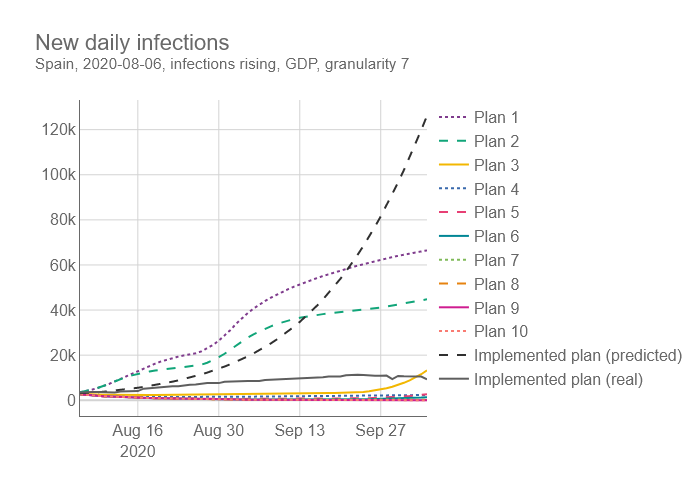 New daily infections
Spain, 2020-08-06, infections rising, GDP, granularity 7
120k
100k
80k
60k
40k
20k
0
Aug 16
2020
Aug 30
Sep 13
Sep 27
Plan 1
Plan 2
Plan 3
Plan 4
Plan 5
Plan 6
Plan 7
Plan 8
Plan 9
Plan 10
Implemented plan (predicted)
Implemented plan (real)